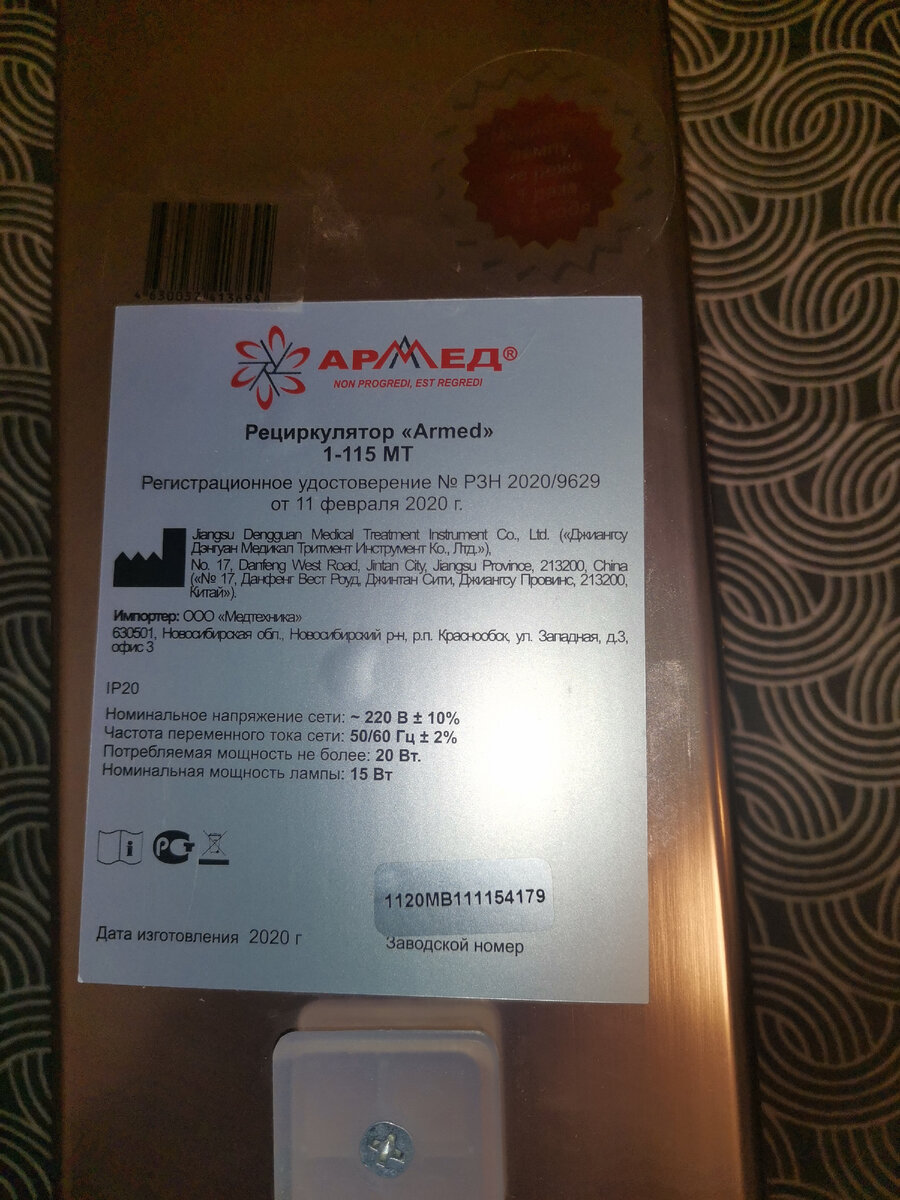 4 630037 413694
АРМЕД®
NON PROGREDI, EST REGREDI
Рециркулятор «Armed»
1-115 МТ
Регистрационное удостоверение № РЗН 2020/9629
от 11 февраля 2020 г.
Jiangsu Dengguan Medical Treatment Instrument Co., Ltd. («Джиангсу
Дэнгуан Медикал Тритмент Инструмент Ко., Лтд.»),
No. 17, Danfeng West Road, Jintan City, Jiangsu Province, 213200, China
(«№ 17, Данфенг Вест Роуд, Джинтан Сити, Джиангсу Провинс, 213200,
Китай»).
Импортер: ООО «Медтехника»
630501, Новосибирская обл., Новосибирский р-н, р.п. Краснообск, ул. Западная, д.3,
офис 3
IP20
Номинальное напряжение сети: ~ 220 В ± 10%
Частота переменного тока сети: 50/60 Гц ± 2%
Потребляемая мощность не более: 20 Вт.
Номинальная мощность лампы: 15 Вт
i РСТ
1120МВ111154179
Дата изготовления 2020 г
Заводской номер